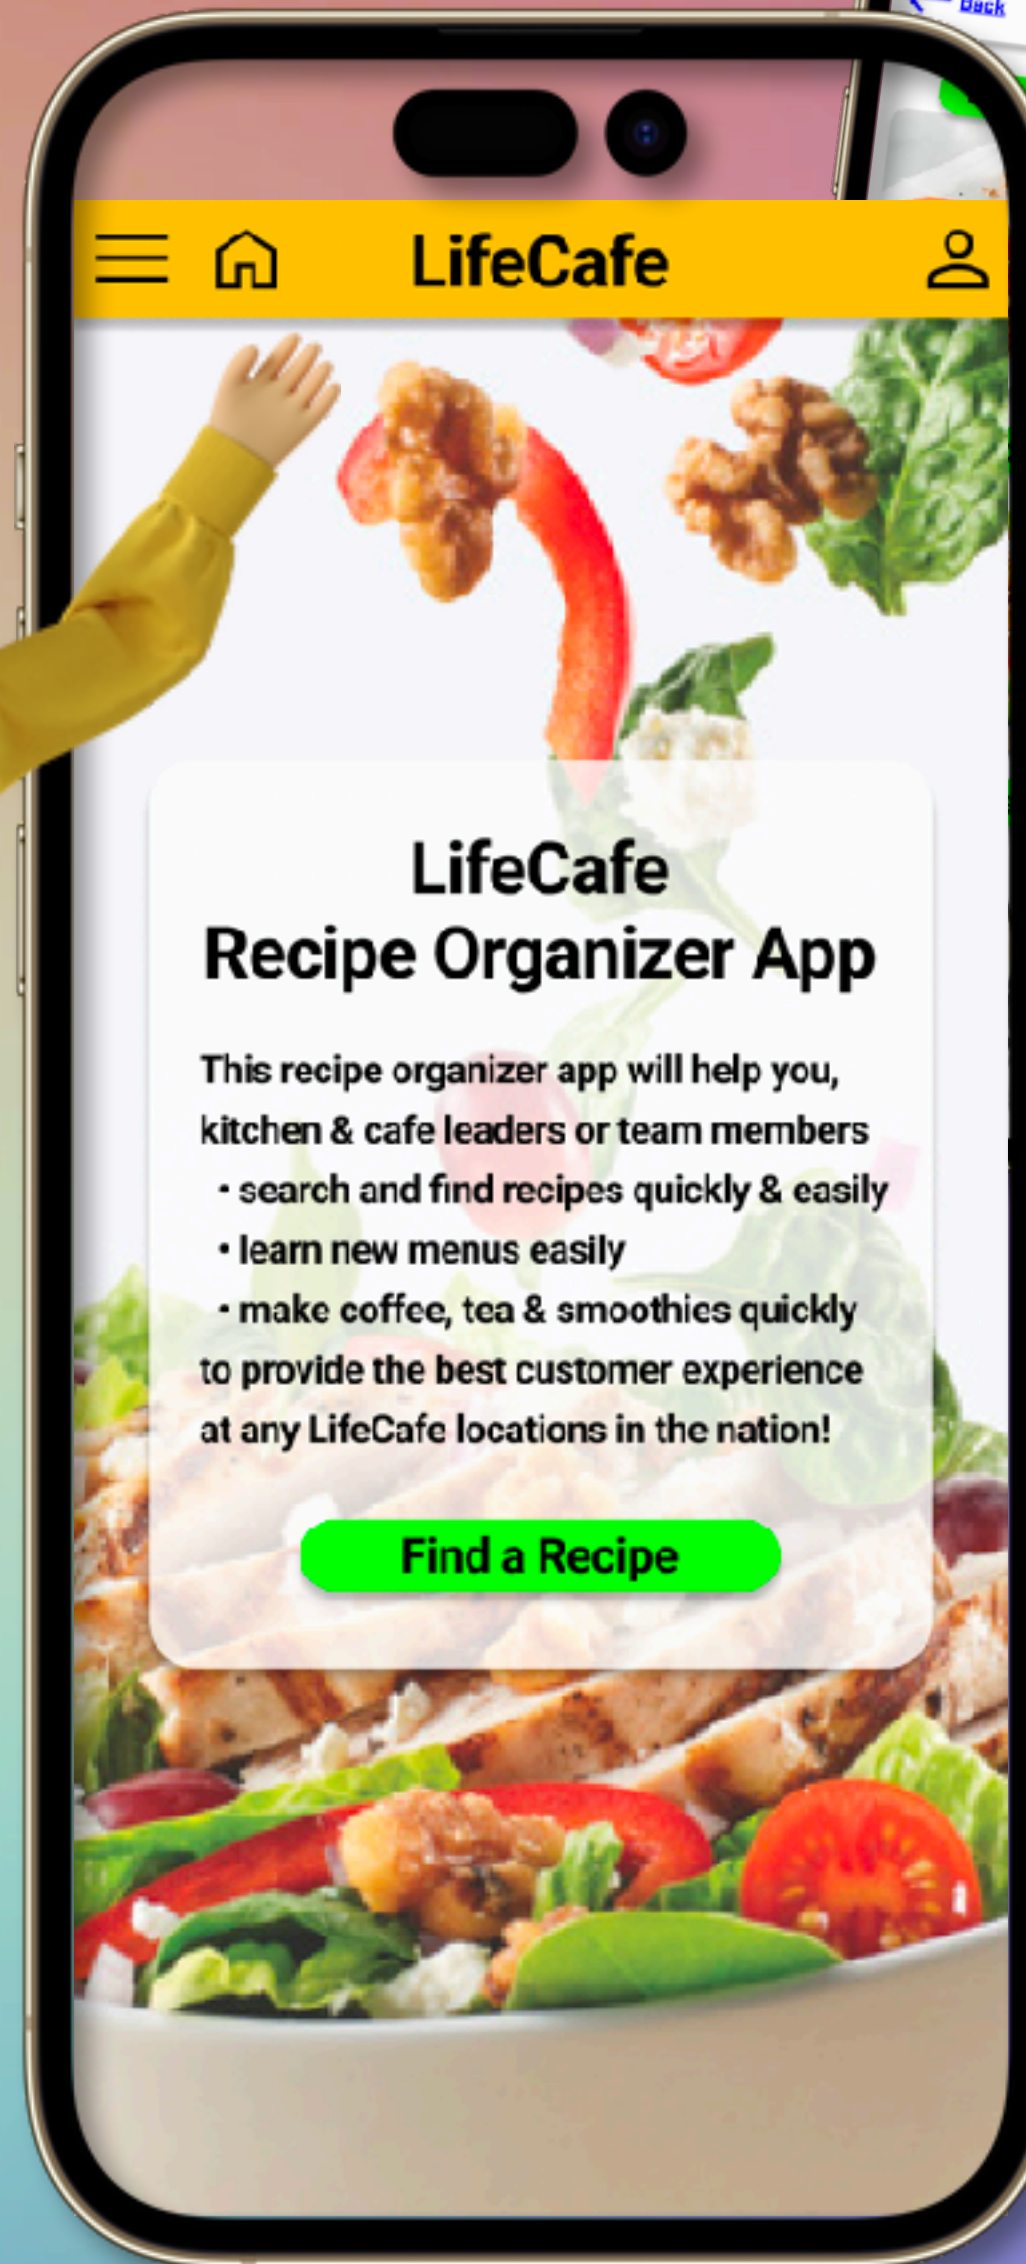 Back
LifeCafe
LifeCafe
Recipe Organizer App
This recipe organizer app will help you,
kitchen & cafe leaders or team members
• search and find recipes quickly & easily
• learn new menus easily
• make coffee, tea & smoothies quickly
to provide the best customer experience
at any LifeCafe locations in the nation!
Find a Recipe